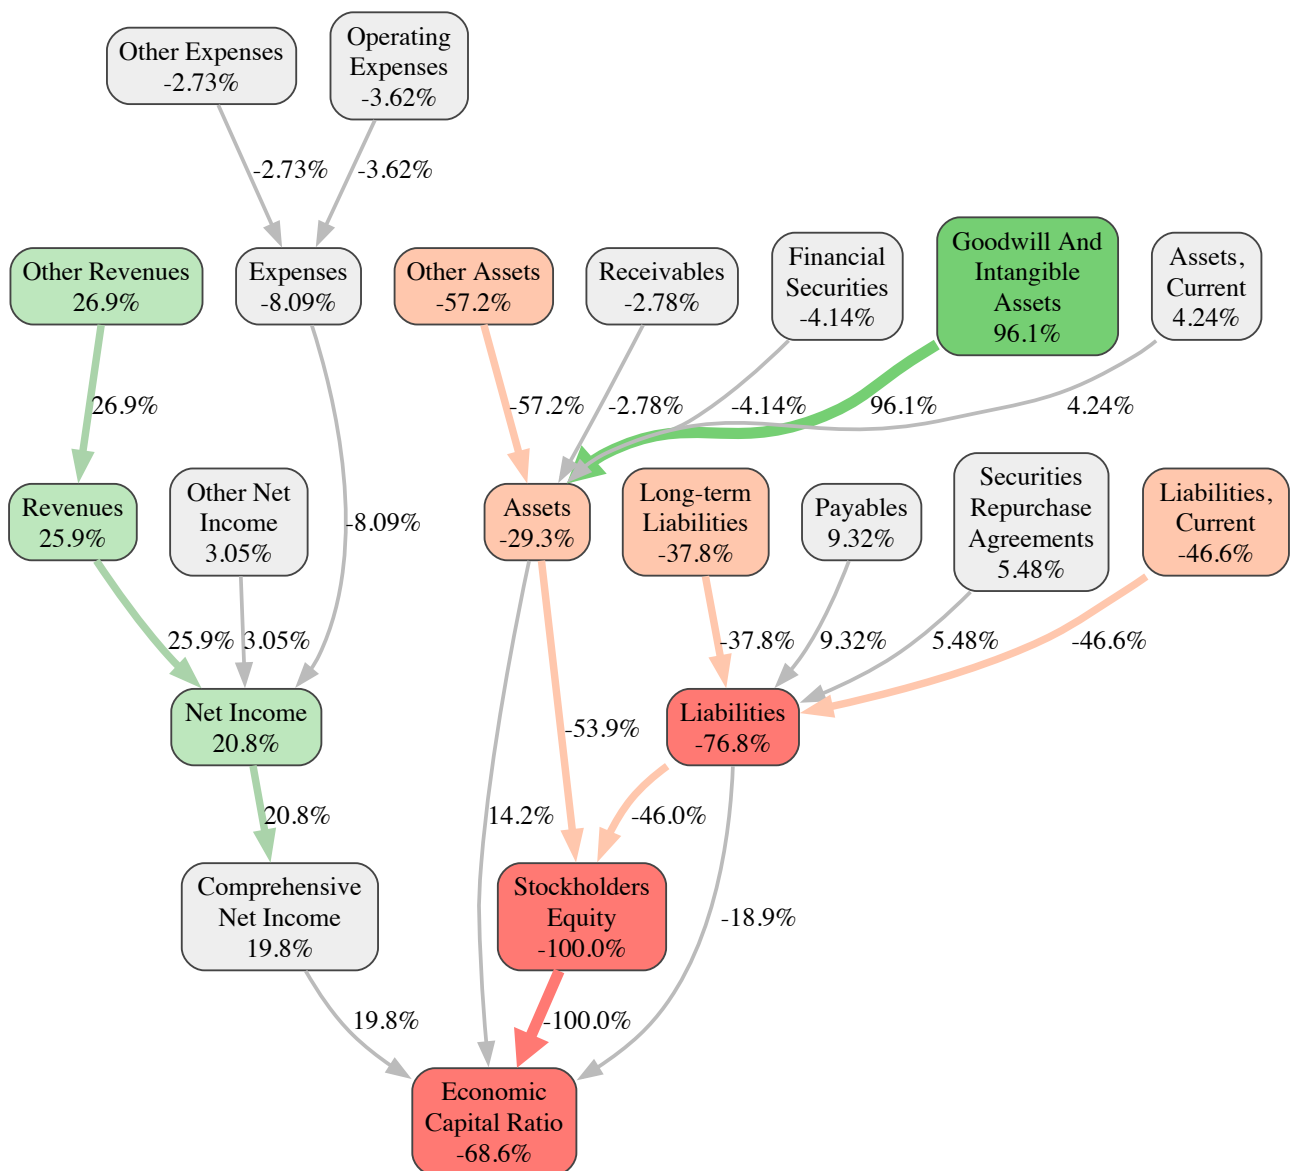 Other Expenses
-2.73%
Operating
Expenses
-3.62%
-2.73%
-3.62%
Other Revenues
26.9%
Expenses
-8.09%
Other Assets
-57.2%
Receivables
-2.78%
Financial
Securities
-4.14%
Goodwill And
Intangible
Assets
96.1%
Assets,
Current
4.24%
26.9%
-57.2%
-2.78%
-4.14%
96.1%
4.24%
Revenues
25.9%
Other Net
Income
3.05%
-8.09%
Assets
-29.3%
Long-term
Liabilities
-37.8%
Payables
9.32%
Securities
Repurchase
Agreements
5.48%
Liabilities,
Current
-46.6%
25.9%
3.05%
-37.8%
9.32%
5.48%
-46.6%
Net Income
20.8%
-53.9%
Liabilities
-76.8%
20.8%
14.2%
-46.0%
Comprehensive
Net Income
19.8%
Stockholders
Equity
-100.0%
-18.9%
19.8%
-100.0%
Economic
Capital Ratio
-68.6%